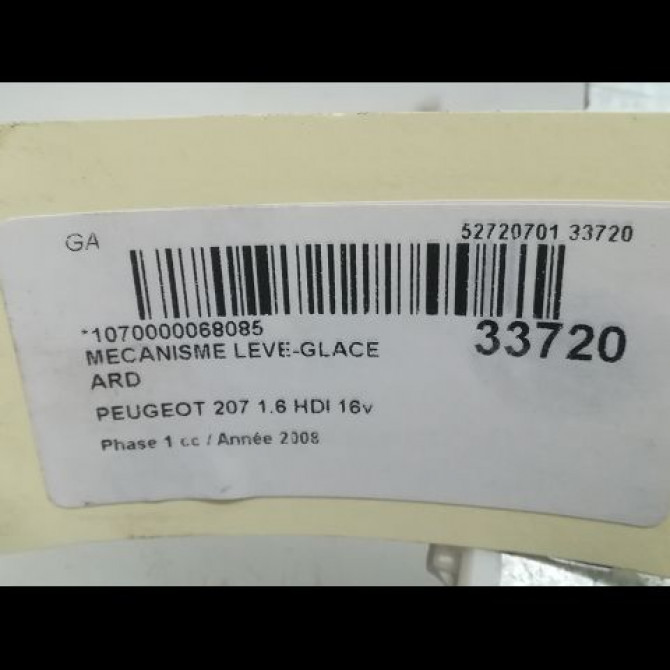 GA
52720701 33720
*1070000068085
33720
MECANISME LEVE-GLACE
ARD
PEUGEOT 207 1.6 HDI 16v
Phase 1 cc / Année 2008